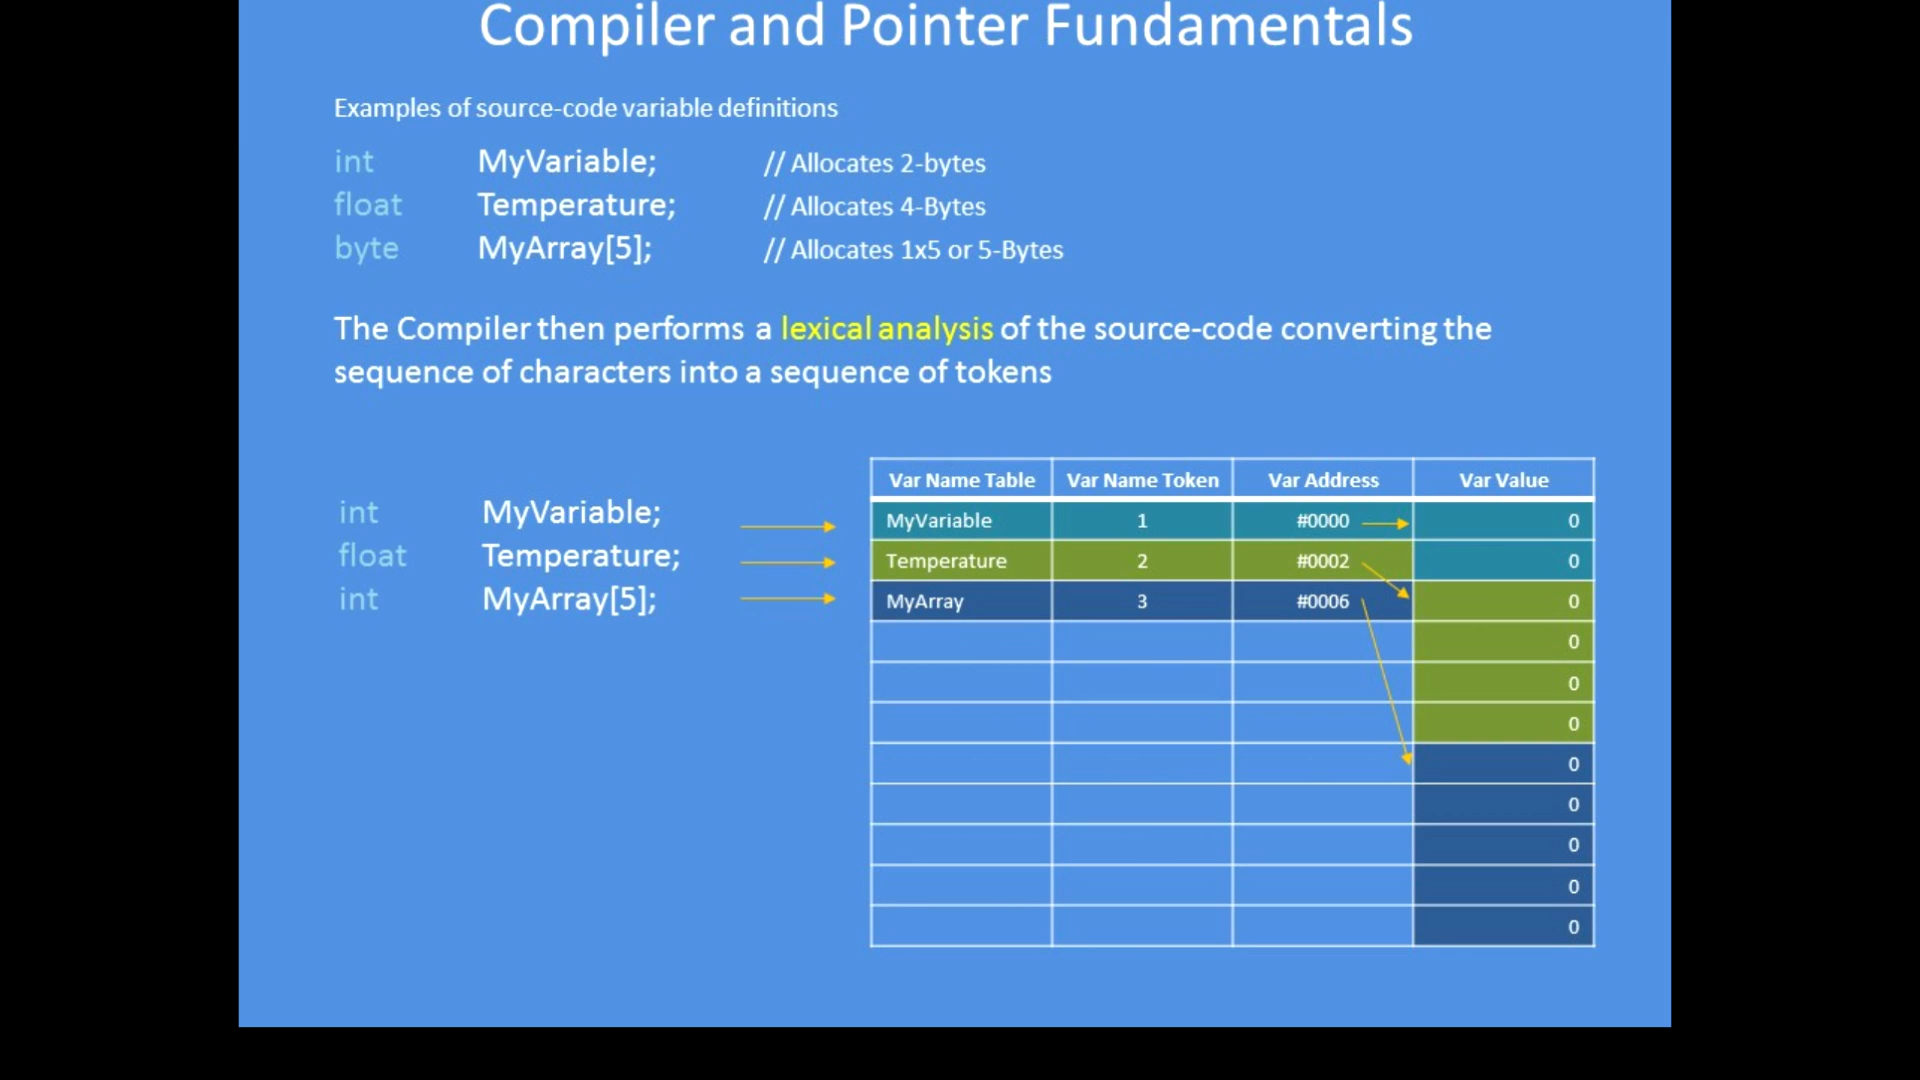 Compiler and Pointer Fundamentals
Examples of source-code variable definitions
int MyVariable; // Allocates 2-bytes
float Temperature; // Allocates 4-Bytes
byte MyArray[5]; // Allocates 1x5 or 5-Bytes
The Compiler then performs a lexical analysis of the source-code converting the
sequence of characters into a sequence of tokens
int MyVariable;
float Temperature;
int MyArray[5];
Var Name Table Var Name Token Var Address Var Value
MyVariable 1 #0000 0
Temperature 2 #0002 0
MyArray 3 #0006 0
0
0
0
0
0
0
0
0